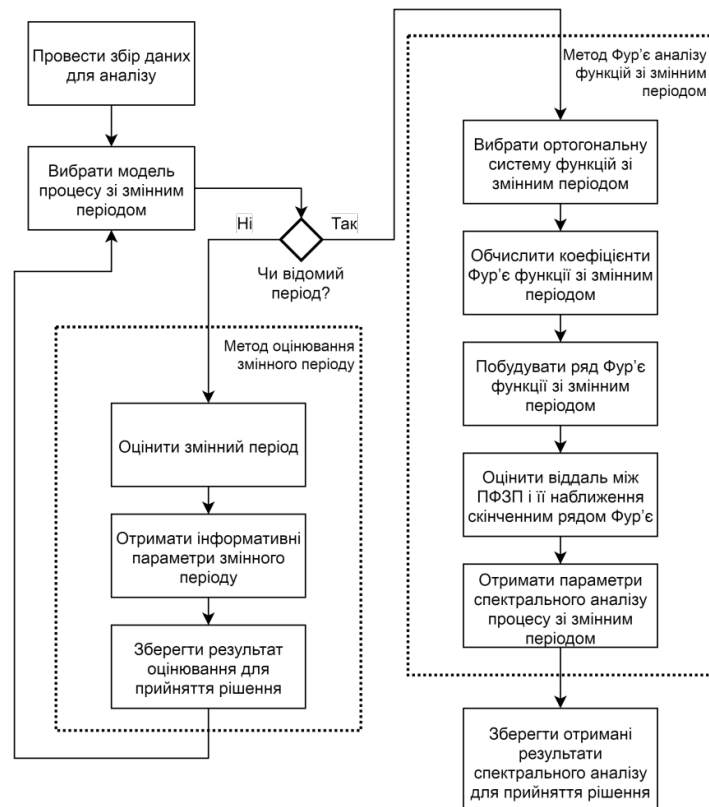 Провести збір даних
для аналізу
Вибрати модель
процесу зі змінним
періодом
Ні
Так
Чи відомий
період?
Метод оцінювання
змінного періоду
Оцінити змінний період
Отримати інформативні
параметри змінного
періоду
Зберегти результат
оцінювання для
прийняття рішення
Метод Фур’є аналізу
функцій зі змінним
періодом
Вибрати ортогональну
систему функцій зі
змінним періодом
Обчислити коефіцієнти
Фур’є функції зі змінним
періодом
Побудувати ряд Фур’є
функції зі змінним
періодом
Оцінити віддаль між
ПФЗП і її наближення
скінченним рядом Фур’є
Отримати параметри
спектрального аналізу
процесу зі змінним
періодом
Зберегти отримані
результати
спектрального аналізу
для прийняття рішення